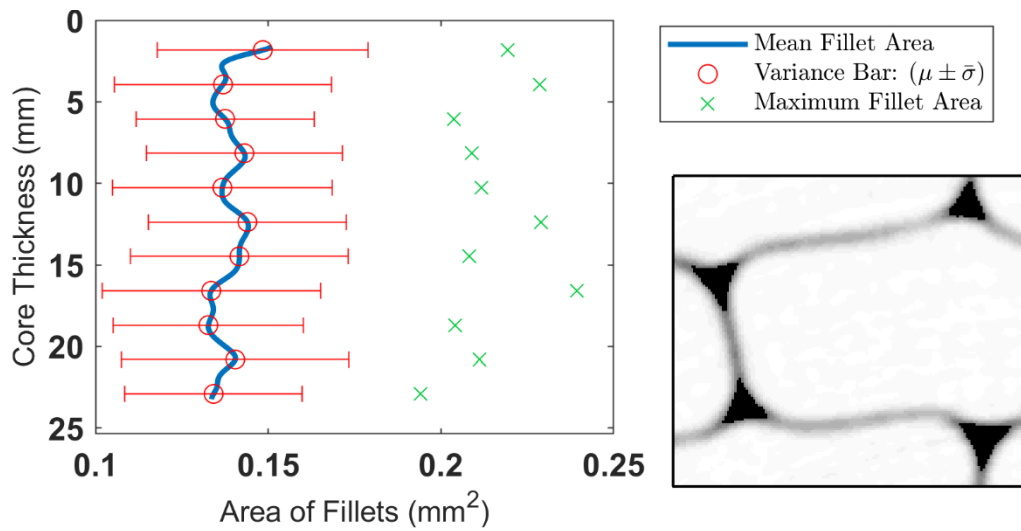 0
5
10
15
20
25
Core Thickness (mm)
0.1
0.15
0.2
0.25
Area of Fillets (mm²)
Mean Fillet Area
Variance Bar: (μ ± σ̄)
Maximum Fillet Area